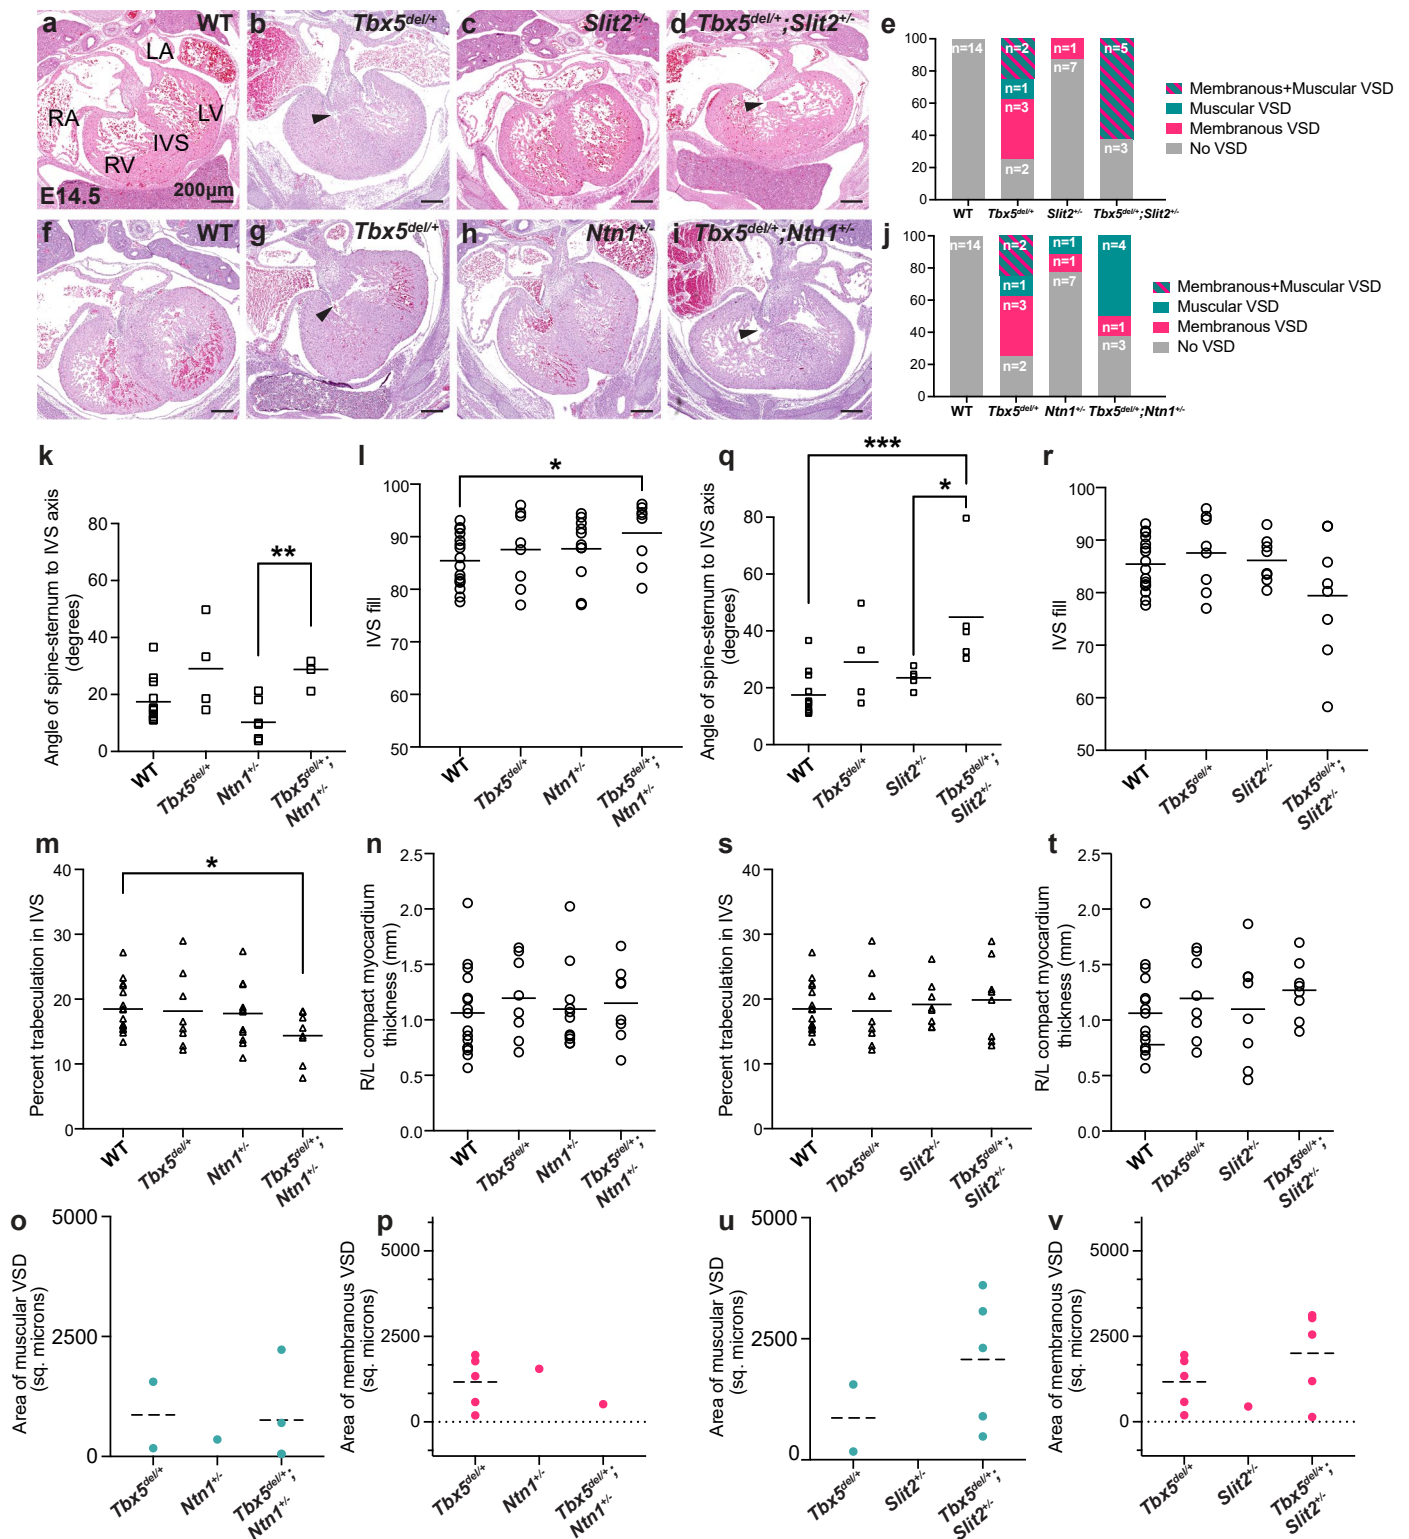 a WT
LA
RA
LV
IVS
RV
E14.5
200μm
b Tbx5del/+
c Slit2+/-
d Tbx5del/+;Slit2+/-
e
100
80
60
40
20
0
n=14
n=2
n=1
n=3
n=2
n=1
n=7
n=5
n=3
WT
Tbx5del/+
Slit2+/-
Tbx5del/+;Slit2+/-
Membranous+Muscular VSD
Muscular VSD
Membranous VSD
No VSD
f WT
g Tbx5del/+
h Ntn1+/-
i Tbx5del/+;Ntn1+/-
j
100
80
60
40
20
0
n=14
n=2
n=1
n=3
n=2
n=1
n=1
n=7
n=4
n=1
n=3
WT
Tbx5del/+
Ntn1+/-
Tbx5del/+;Ntn1+/-
Membranous+Muscular VSD
Muscular VSD
Membranous VSD
No VSD
k
Angle of spine-sternum to IVS axis
(degrees)
80
60
40
20
0
**
WT
Tbx5del/+
Ntn1+/-
Tbx5del/+;
Ntn1+/-
l
IVS fill
100
90
80
70
60
50
*
WT
Tbx5del/+
Ntn1+/-
Tbx5del/+;
Ntn1+/-
q
Angle of spine-sternum to IVS axis
(degrees)
80
60
40
20
0
***
*
WT
Tbx5del/+
Slit2+/-
Tbx5del/+;
Slit2+/-
r
IVS fill
100
90
80
70
60
50
WT
Tbx5del/+
Slit2+/-
Tbx5del/+;
Slit2+/-
m
Percent trabeculation in IVS
40
30
20
10
0
*
WT
Tbx5del/+
Ntn1+/-
Tbx5del/+;
Ntn1+/-
n
R/L compact myocardium
thickness (mm)
2.5
2.0
1.5
1.0
0.5
0.0
WT
Tbx5del/+
Ntn1+/-
Tbx5del/+;
Ntn1+/-
s
Percent trabeculation in IVS
40
30
20
10
0
WT
Tbx5del/+
Slit2+/-
Tbx5del/+;
Slit2+/-
t
R/L compact myocardium
thickness (mm)
2.5
2.0
1.5
1.0
0.5
0.0
WT
Tbx5del/+
Slit2+/-
Tbx5del/+;
Slit2+/-
o
Area of muscular VSD
(sq. microns)
5000
2500
0
Tbx5del/+
Ntn1+/-
Tbx5del/+;
Ntn1+/-
p
Area of membranous VSD
(sq. microns)
5000
2500
0
Tbx5del/+
Ntn1+/-
Tbx5del/+;
Ntn1+/-
u
Area of muscular VSD
(sq. microns)
5000
2500
0
Tbx5del/+
Slit2+/-
Tbx5del/+;
Slit2+/-
v
Area of membranous VSD
(sq. microns)
5000
2500
0
Tbx5del/+
Slit2+/-
Tbx5del/+;
Slit2+/-